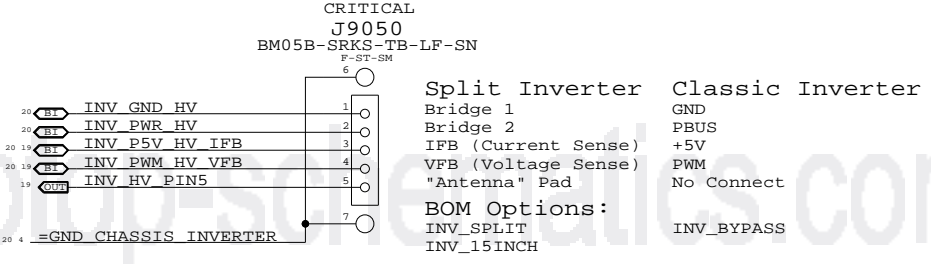 CRITICAL
J9050
BM05B-SRKS-TB-LF-SN
F-ST-SM
6
20 BI INV_GND_HV 1
20 BI INV_PWR_HV 2
20 19 BI INV_P5V_HV_IFB 3
20 19 BI INV_PWM_HV_VFB 4
19 OUT INV_HV_PIN5 5
7
20 4 =GND_CHASSIS_INVERTER
Split Inverter Classic Inverter
Bridge 1 GND
Bridge 2 PBUS
IFB (Current Sense) +5V
VFB (Voltage Sense) PWM
"Antenna" Pad No Connect
BOM Options:
INV_SPLIT INV_BYPASS
INV_15INCH
ptop-schematics.com